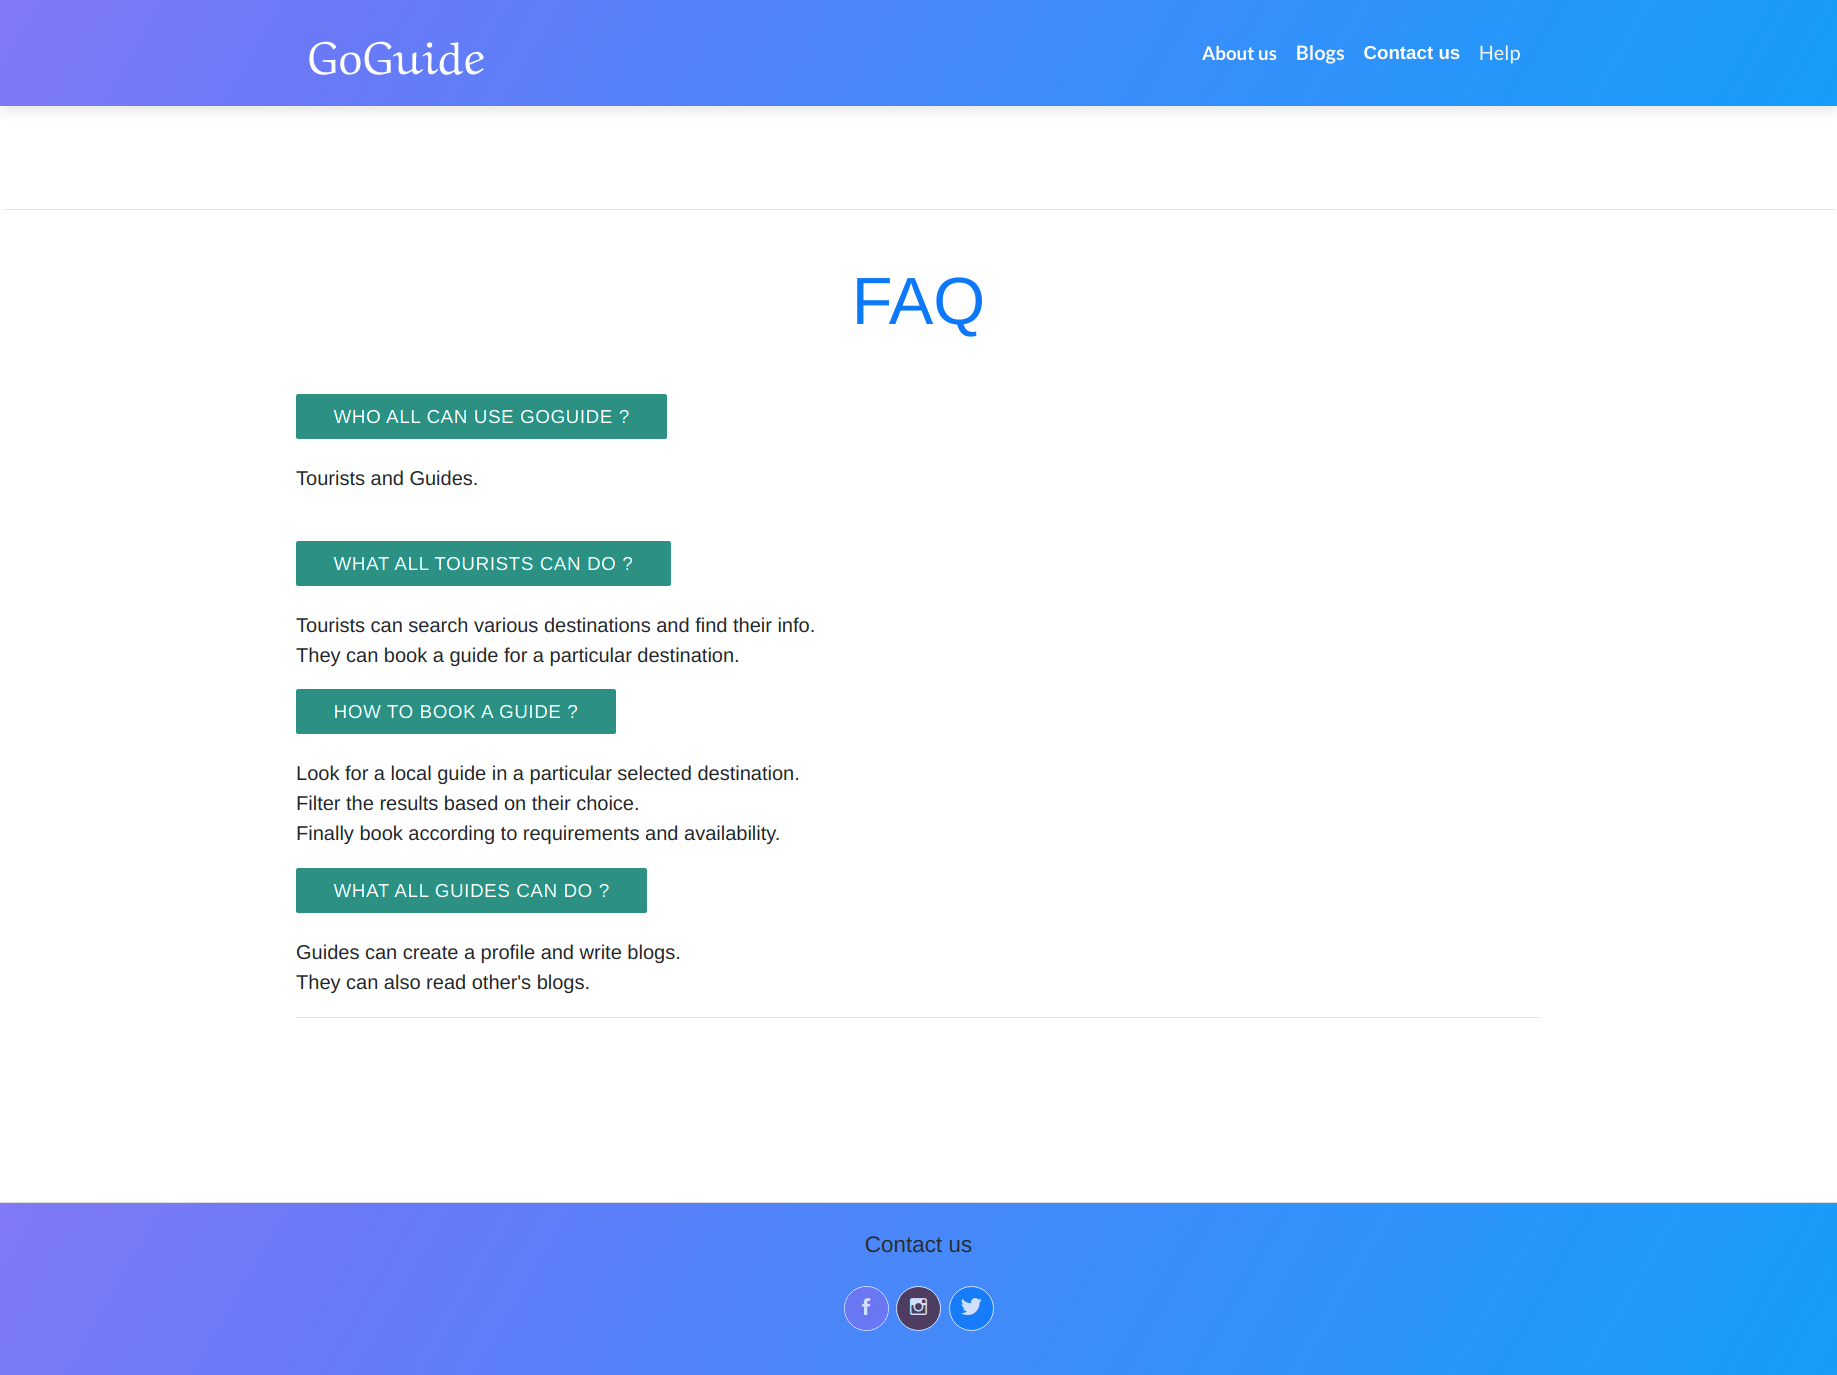 GoGuide
About us Blogs Contact us Help
FAQ
WHO ALL CAN USE GOGUIDE ?
Tourists and Guides.
WHAT ALL TOURISTS CAN DO ?
Tourists can search various destinations and find their info.
They can book a guide for a particular destination.
HOW TO BOOK A GUIDE ?
Look for a local guide in a particular selected destination.
Filter the results based on their choice.
Finally book according to requirements and availability.
WHAT ALL GUIDES CAN DO ?
Guides can create a profile and write blogs.
They can also read other's blogs.
Contact us